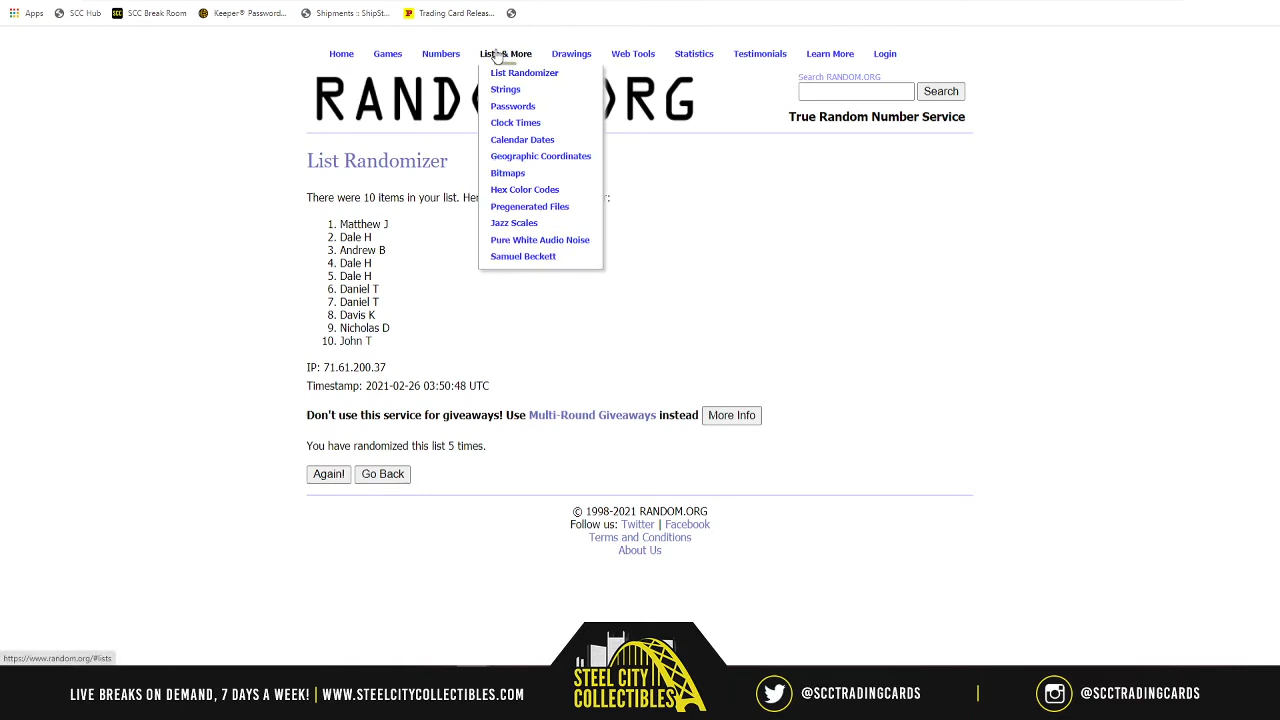 Apps SCC Hub SCC Break Room Keeper® Password... Shipments :: ShipSt... Trading Card Releas...
Home Games Numbers Lists & More Drawings Web Tools Statistics Testimonials Learn More Login
List Randomizer
Strings
Passwords
Clock Times
Calendar Dates
Geographic Coordinates
Bitmaps
Hex Color Codes
Pregenerated Files
Jazz Scales
Pure White Audio Noise
Samuel Beckett
RG
Search RANDOM.ORG
Search
True Random Number Service
List Randomizer
There were 10 items in your list.
1. Matthew J
2. Dale H
3. Andrew B
4. Dale H
5. Dale H
6. Daniel T
7. Daniel T
8. Davis K
9. Nicholas D
10. John T
IP: 71.61.200.37
Timestamp: 2021-02-26 03:50:48 UTC
Don't use this service for giveaways! Use Multi-Round Giveaways instead More Info
You have randomized this list 5 times.
Again! Go Back
© 1998-2021 RANDOM.ORG
Follow us: Twitter | Facebook
Terms and Conditions
About Us
https://www.random.org/#lists
LIVE BREAKS ON DEMAND, 7 DAYS A WEEK! | WWW.STEELCITYCOLLECTIBLES.COM
STEEL CITY
COLLECTIBLES
@SCCTRADINGCARDS | @SCCTRADINGCARDS